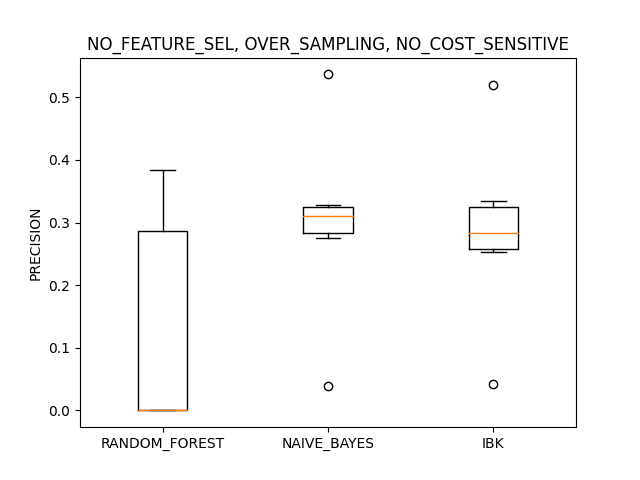 NO_FEATURE_SEL, OVER_SAMPLING, NO_COST_SENSITIVE
PRECISION
0.5
0.4
0.3
0.2
0.1
0.0
RANDOM_FOREST
NAIVE_BAYES
IBK